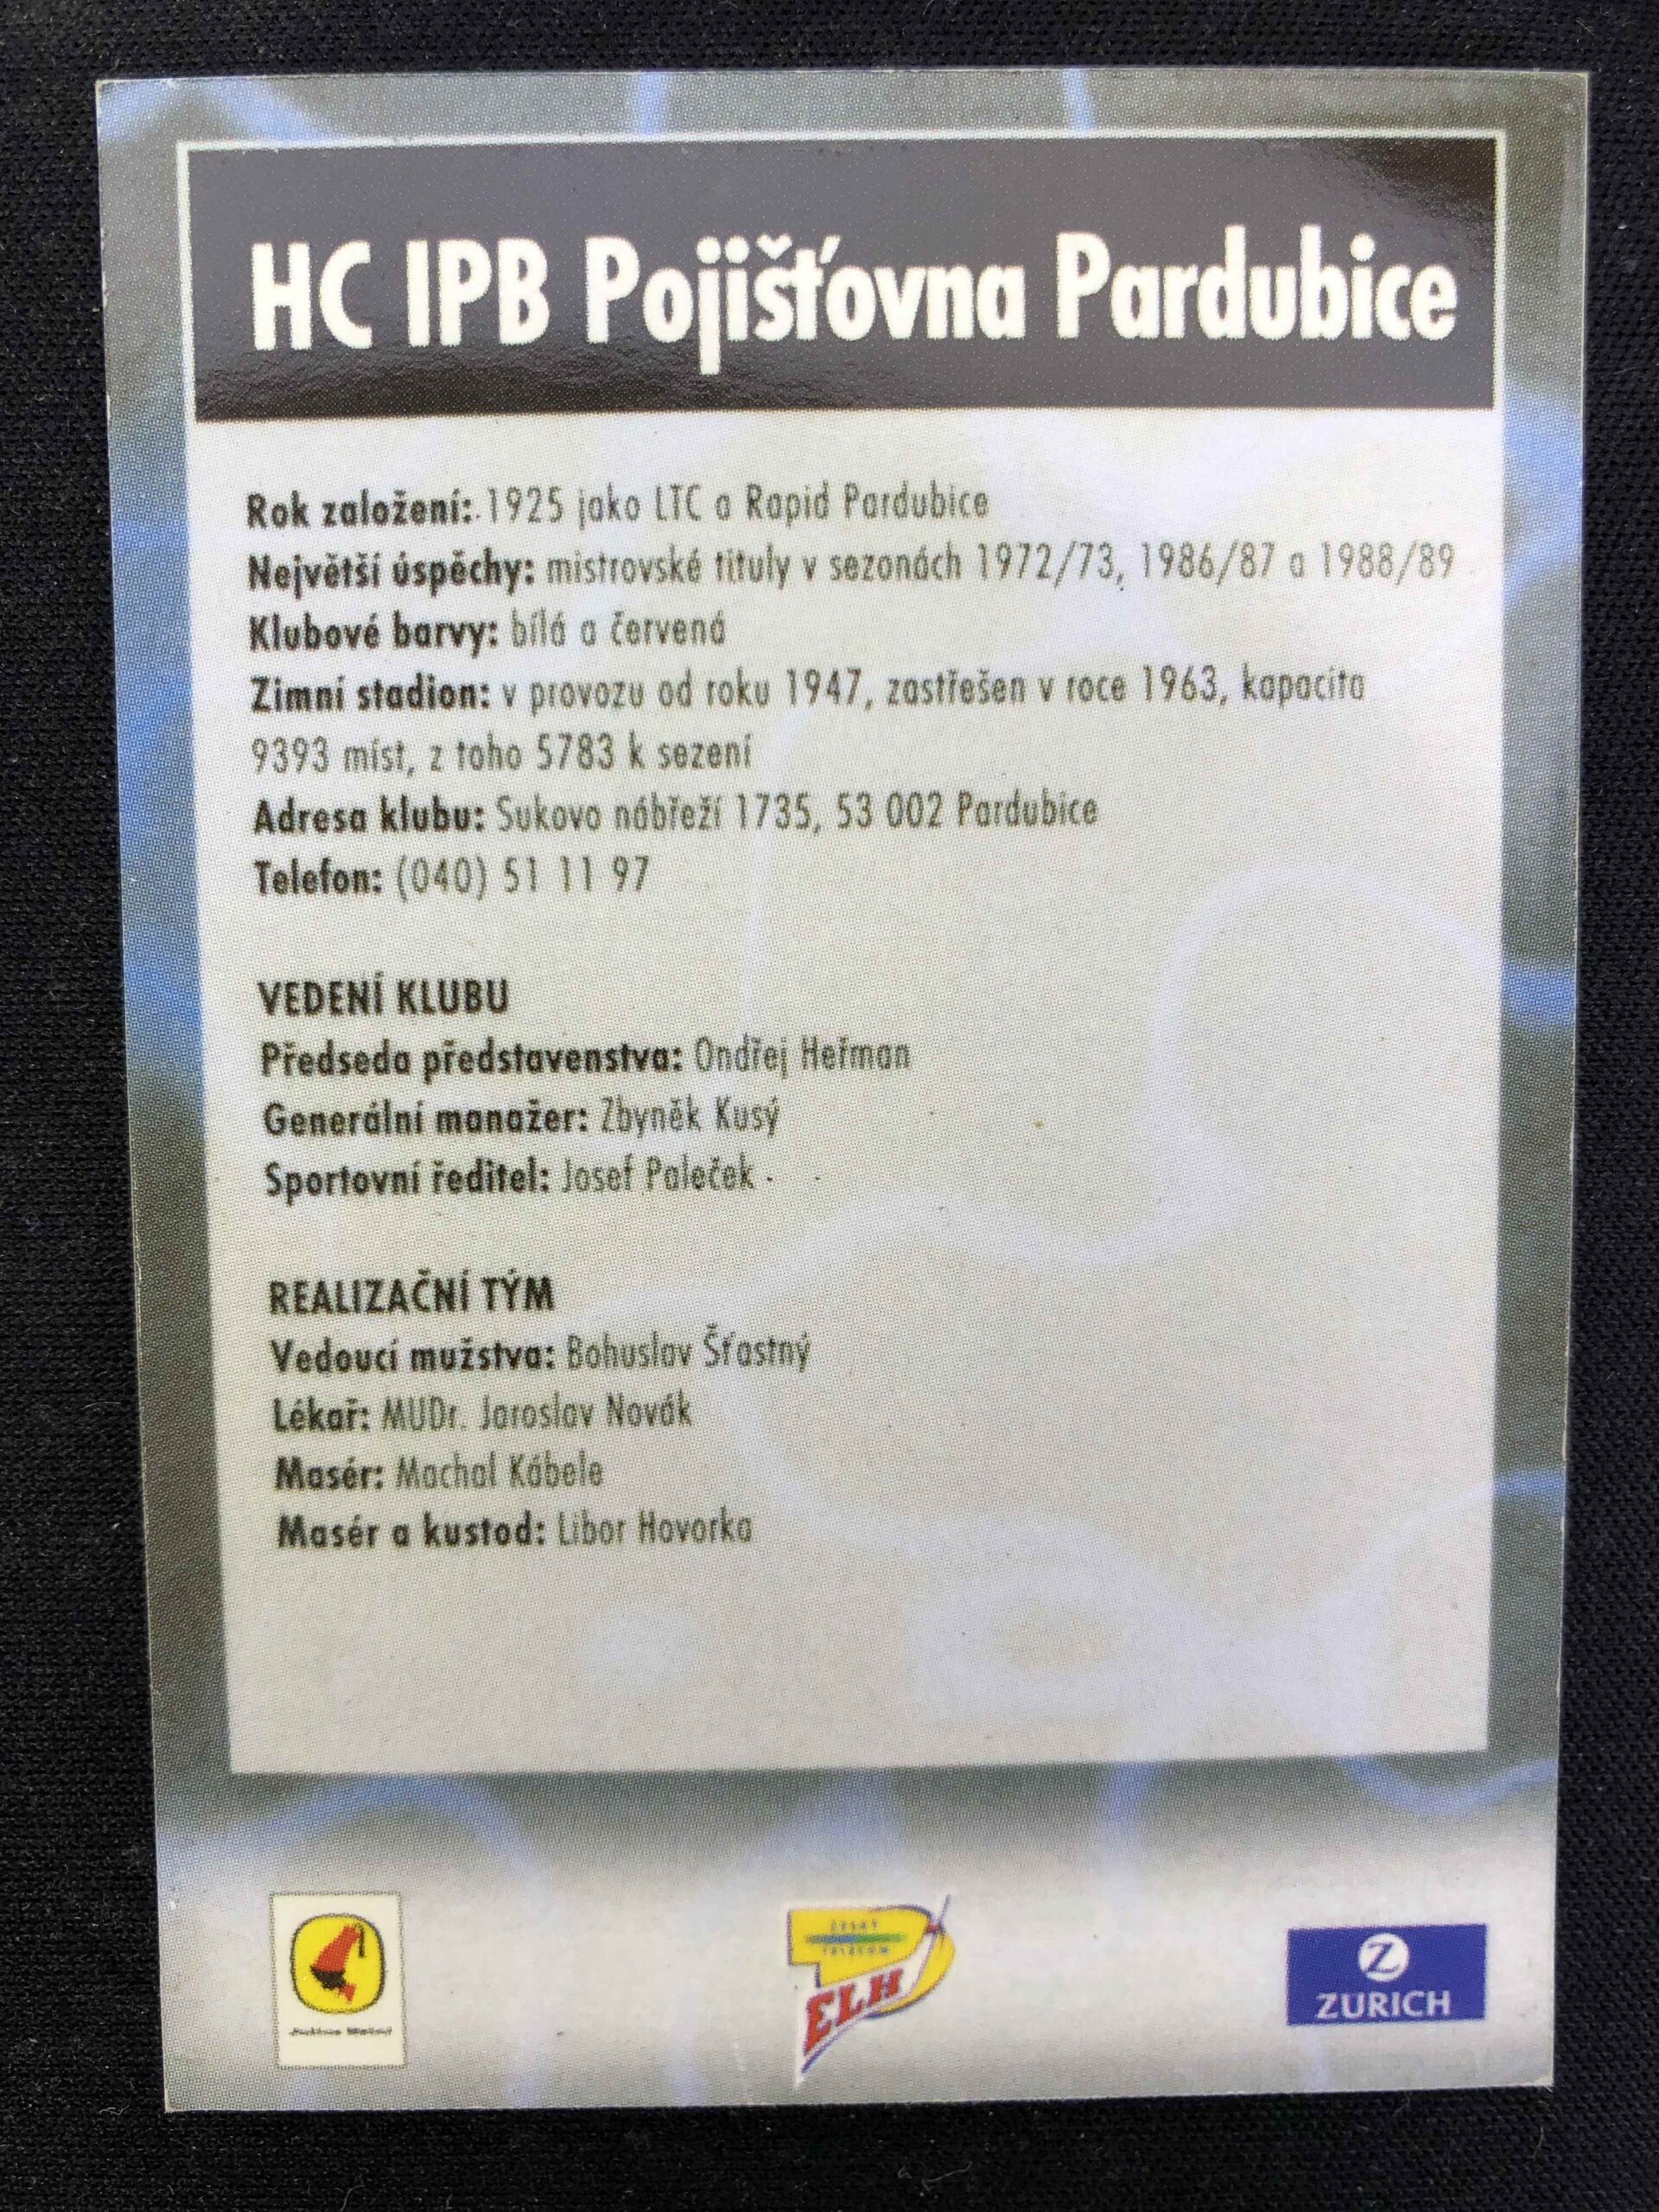 HC IPB Pojišťovna Pardubice
Rok založení: 1925 jako LTC a Rapid Pardubice
Největší úspěchy: mistrovské tituly v sezonách 1972/73, 1986/87 a 1988/89
Klubové barvy: bílá a červená
Zimní stadion: v provozu od roku 1947, zastřešen v roce 1963, kapacita
9393 míst, z toho 5783 k sezení
Adresa klubu: Sukovo nábřeží 1735, 53 002 Pardubice
Telefon: (040) 51 11 97
VEDENÍ KLUBU
Předseda představenstva: Ondřej Heřman
Generální manažer: Zbyněk Kusý
Sportovní ředitel: Josef Paleček
REALIZAČNÍ TÝM
Vedoucí mužstva: Bohuslav Šťastný
Lékař: MUDr. Jaroslav Novák
Masér: Machal Kábele
Masér a kustod: Libor Hovorka
Julius Meinl
ČESKÝ
TELECOM
ELH
Z
ZURICH